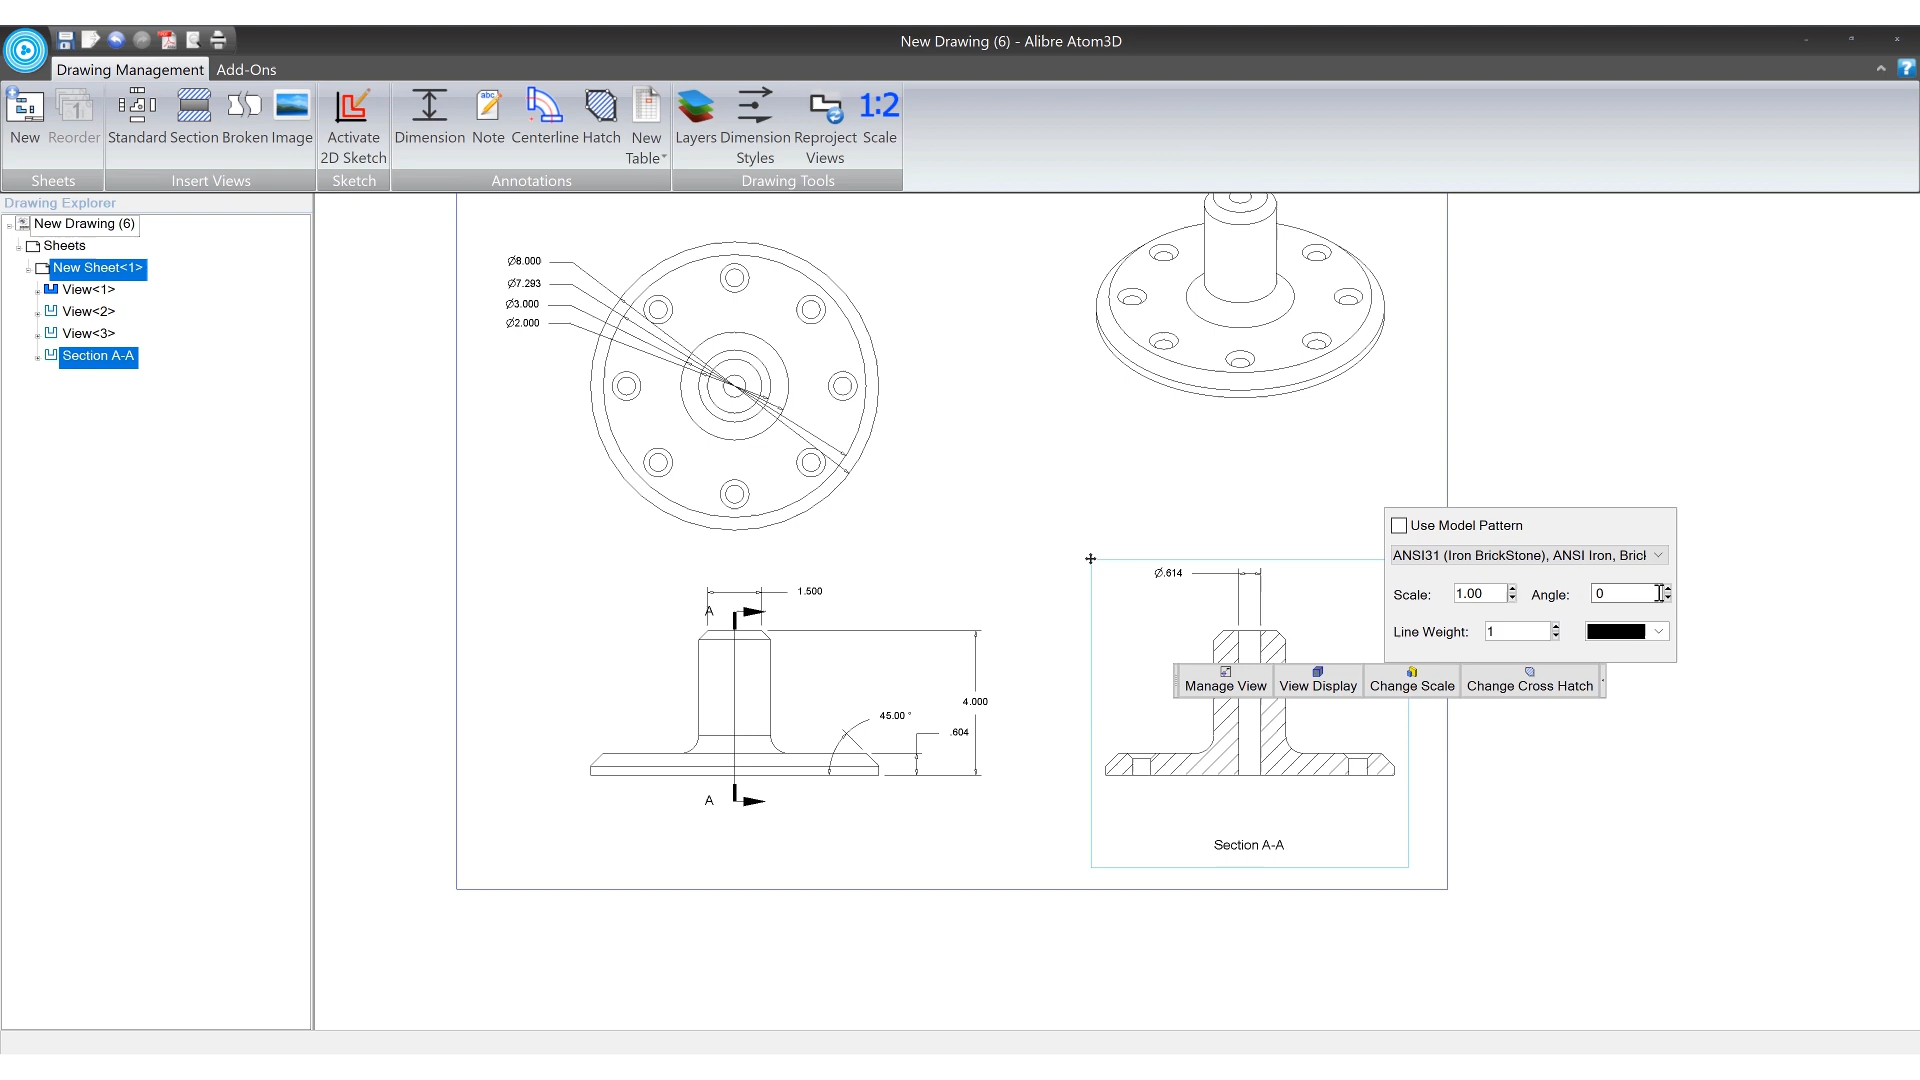 New Drawing (6) - Alibre Atom3D
Drawing Management Add-Ons
?
1
abc
1:2
New Reorder Standard Section Broken Image Activate Dimension Note Centerline Hatch New Layers Dimension Reproject Scale
2D Sketch Table Styles Views
Sheets Insert Views Sketch Annotations Drawing Tools
Drawing Explorer
New Drawing (6)
Sheets
New Sheet<1>
View<1>
View<2>
View<3>
Section A-A
Ø8.000
Ø7.293
Ø3.000
Ø2.000
1.500
A
4.000
45.00 °
.604
A
Ø.614
Section A-A
Use Model Pattern
ANSI31 (Iron BrickStone), ANSI Iron, Brick
Scale: 1.00 Angle: 0
Line Weight: 1
Manage View View Display Change Scale Change Cross Hatch